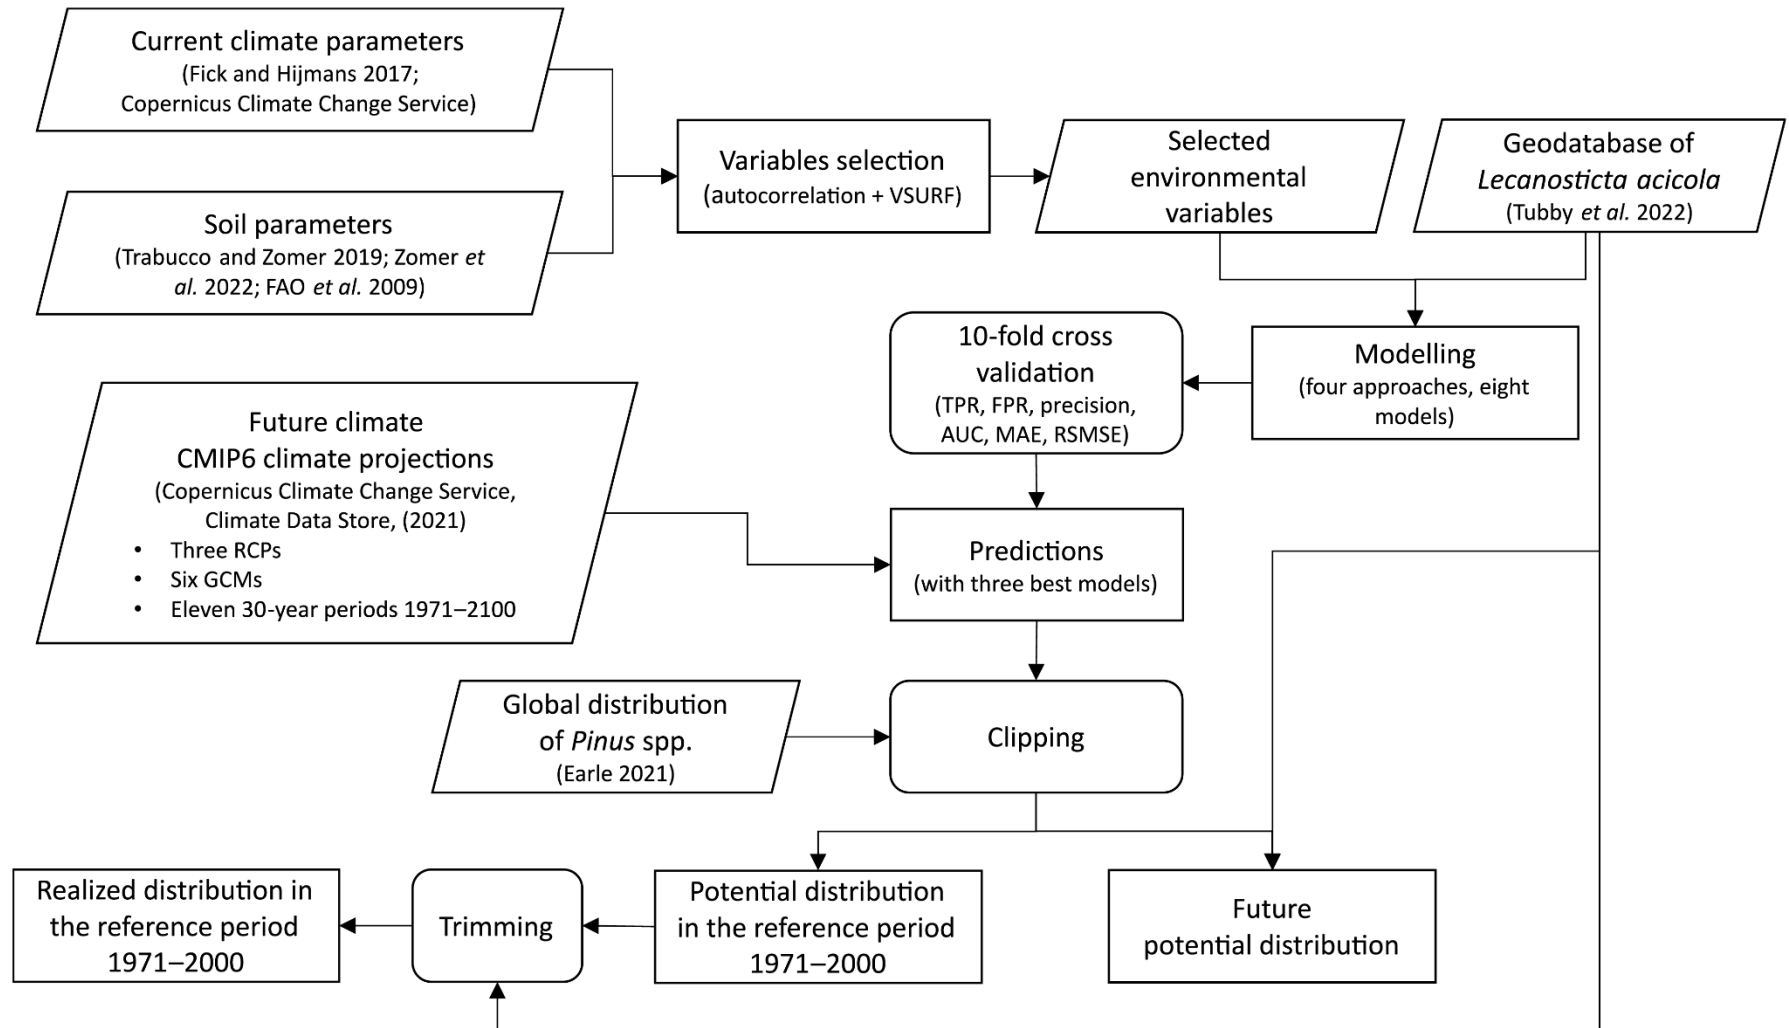 Current climate parameters
(Fick and Hijmans 2017;
Copernicus Climate Change Service)
Soil parameters
(Trabucco and Zomer 2019; Zomer et
al. 2022; FAO et al. 2009)
Variables selection
(autocorrelation + VSURF)
Selected
environmental
variables
Geodatabase of
Lecanosticta acicola
(Tubby et al. 2022)
Modelling
(four approaches, eight
models)
10-fold cross
validation
(TPR, FPR, precision,
AUC, MAE, RSMSE)
Future climate
CMIP6 climate projections
(Copernicus Climate Change Service,
Climate Data Store, (2021)
• Three RCPs
• Six GCMs
• Eleven 30-year periods 1971–2100
Predictions
(with three best models)
Global distribution
of Pinus spp.
(Earle 2021)
Clipping
Realized distribution in
the reference period
1971–2000
Trimming
Potential distribution
in the reference period
1971–2000
Future
potential distribution